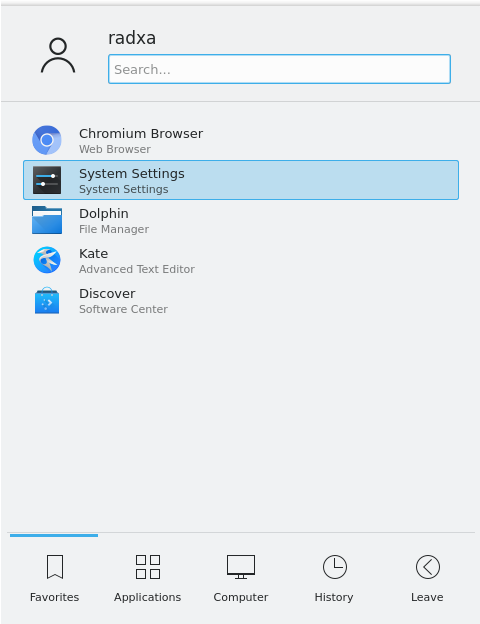 radxa
Search...
Chromium Browser
Web Browser
System Settings
System Settings
Dolphin
File Manager
Kate
Advanced Text Editor
Discover
Software Center
Favorites Applications Computer History Leave